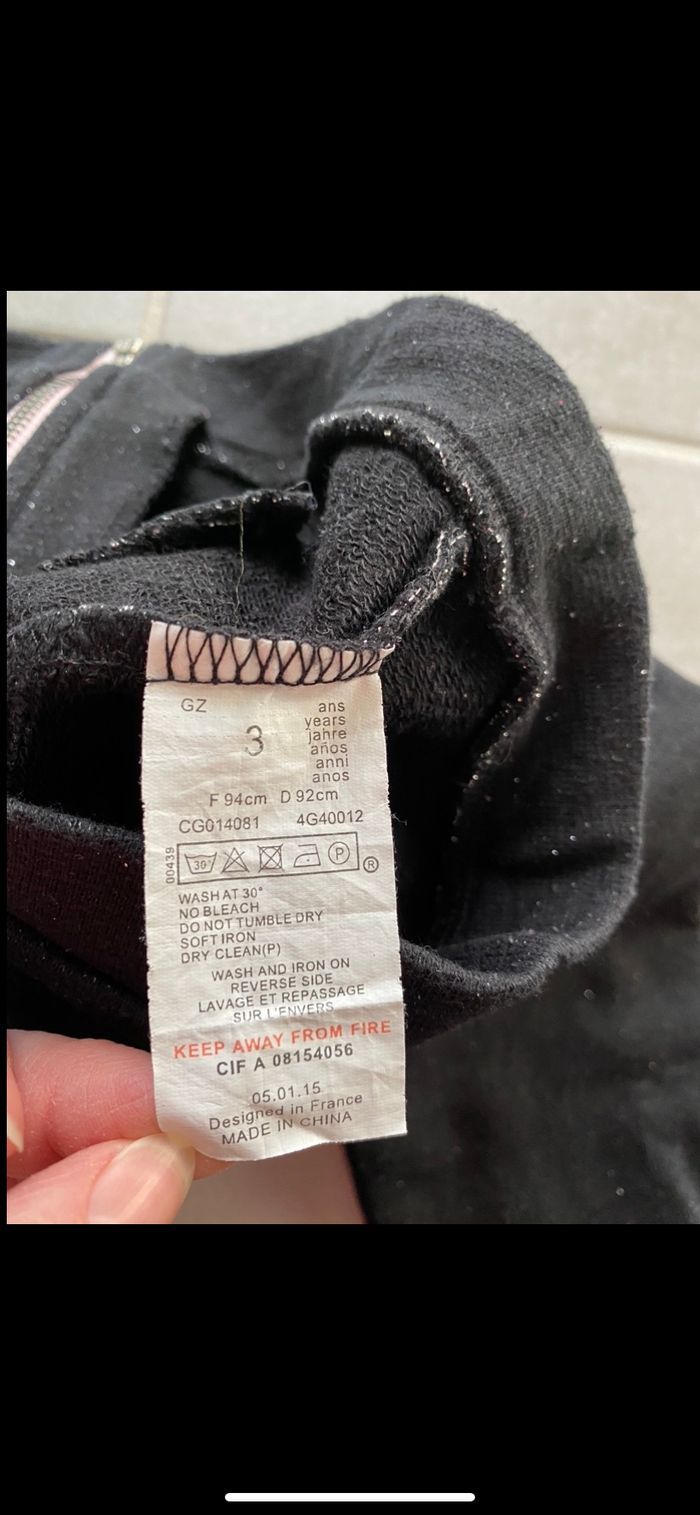 GZ
3
ans
years
jahre
años
anni
anos
F 94cm D 92cm
CG014081 4G40012
00439
30°
P
®
WASH AT 30°
NO BLEACH
DO NOT TUMBLE DRY
SOFT IRON
DRY CLEAN(P)
WASH AND IRON ON
REVERSE SIDE
LAVAGE ET REPASSAGE
SUR L'ENVERS
KEEP AWAY FROM FIRE
CIF A 08154056
05.01.15
Designed in France
MADE IN CHINA